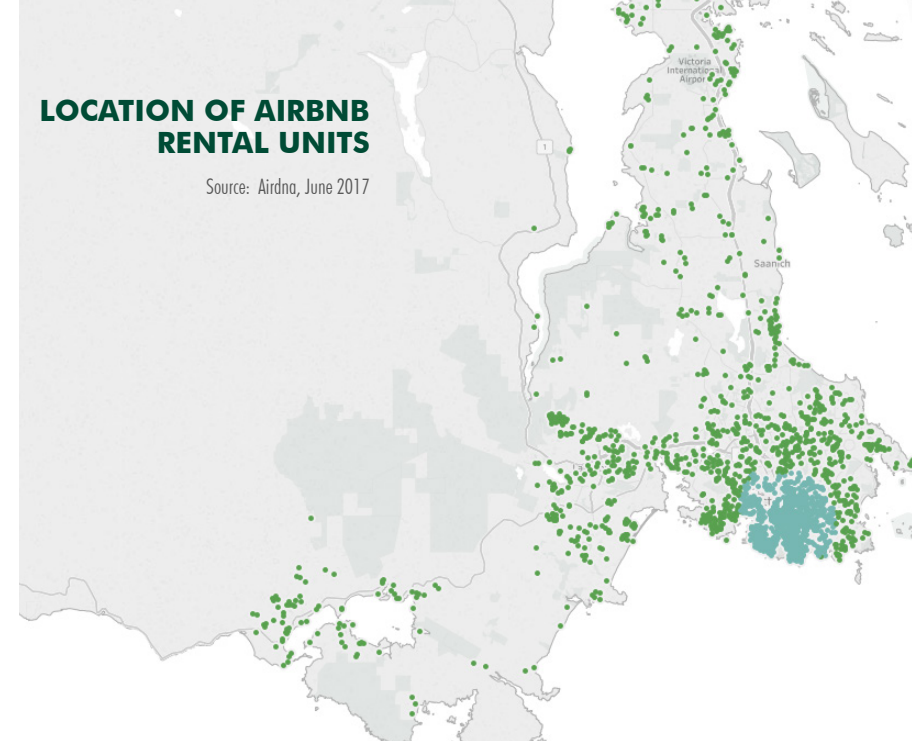 LOCATION OF AIRBNB
RENTAL UNITS
Source: Airdna, June 2017
Victoria
International
Airport
1
Saanich